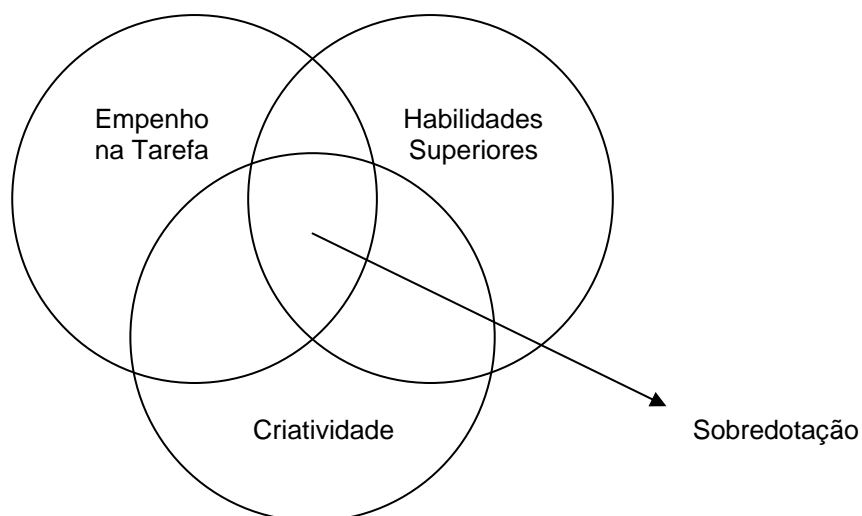 Empenho
na Tarefa
Habilidades
Superiores
Criatividade
Sobredotação